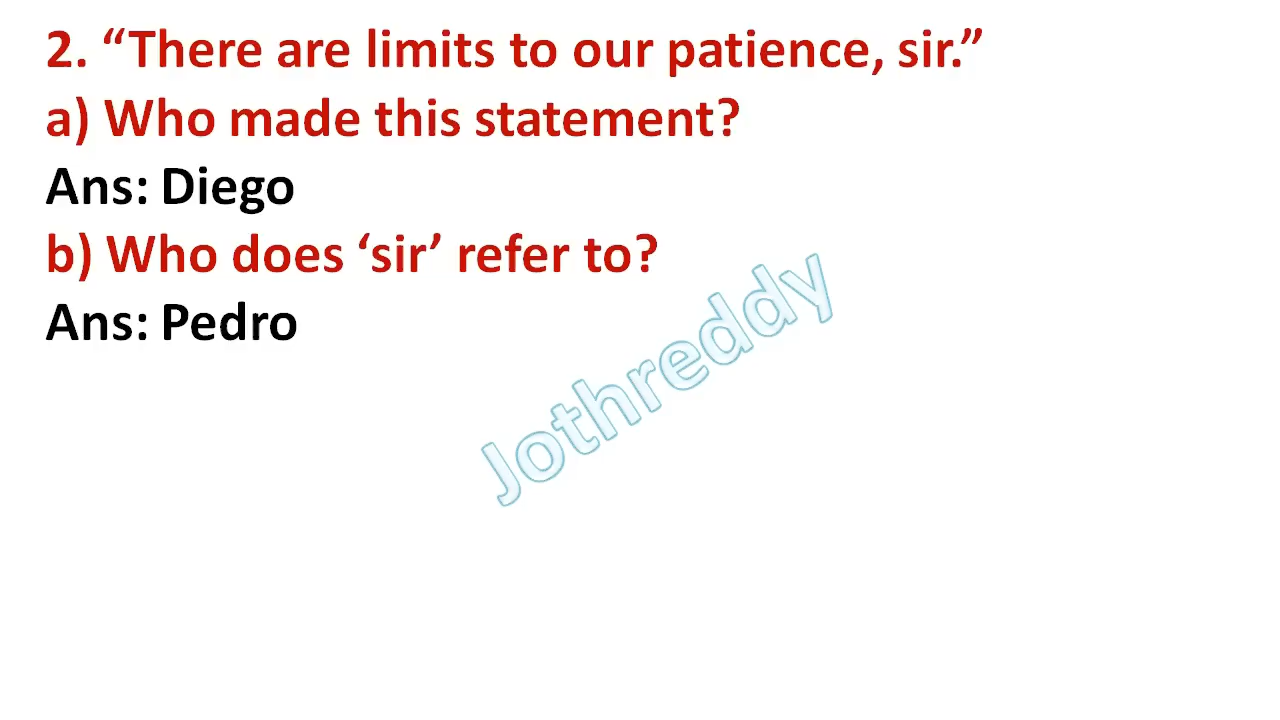 2. “There are limits to our patience, sir.”
a) Who made this statement?
Ans: Diego
b) Who does ‘sir’ refer to?
Ans: Pedro
Jothreddy